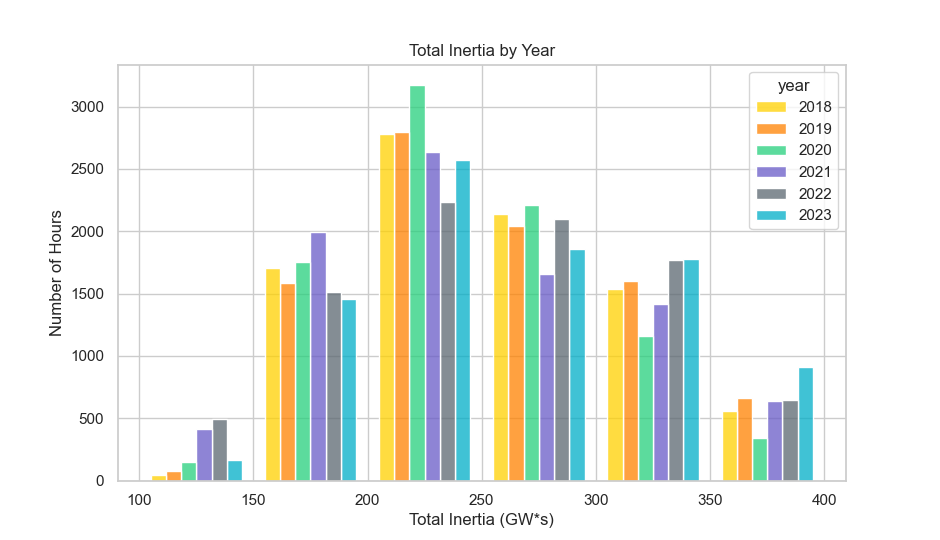 Total Inertia by Year
year
2018
2019
2020
2021
2022
2023
Number of Hours
3000
2500
2000
1500
1000
500
0
100 150 200 250 300 350 400
Total Inertia (GW*s)